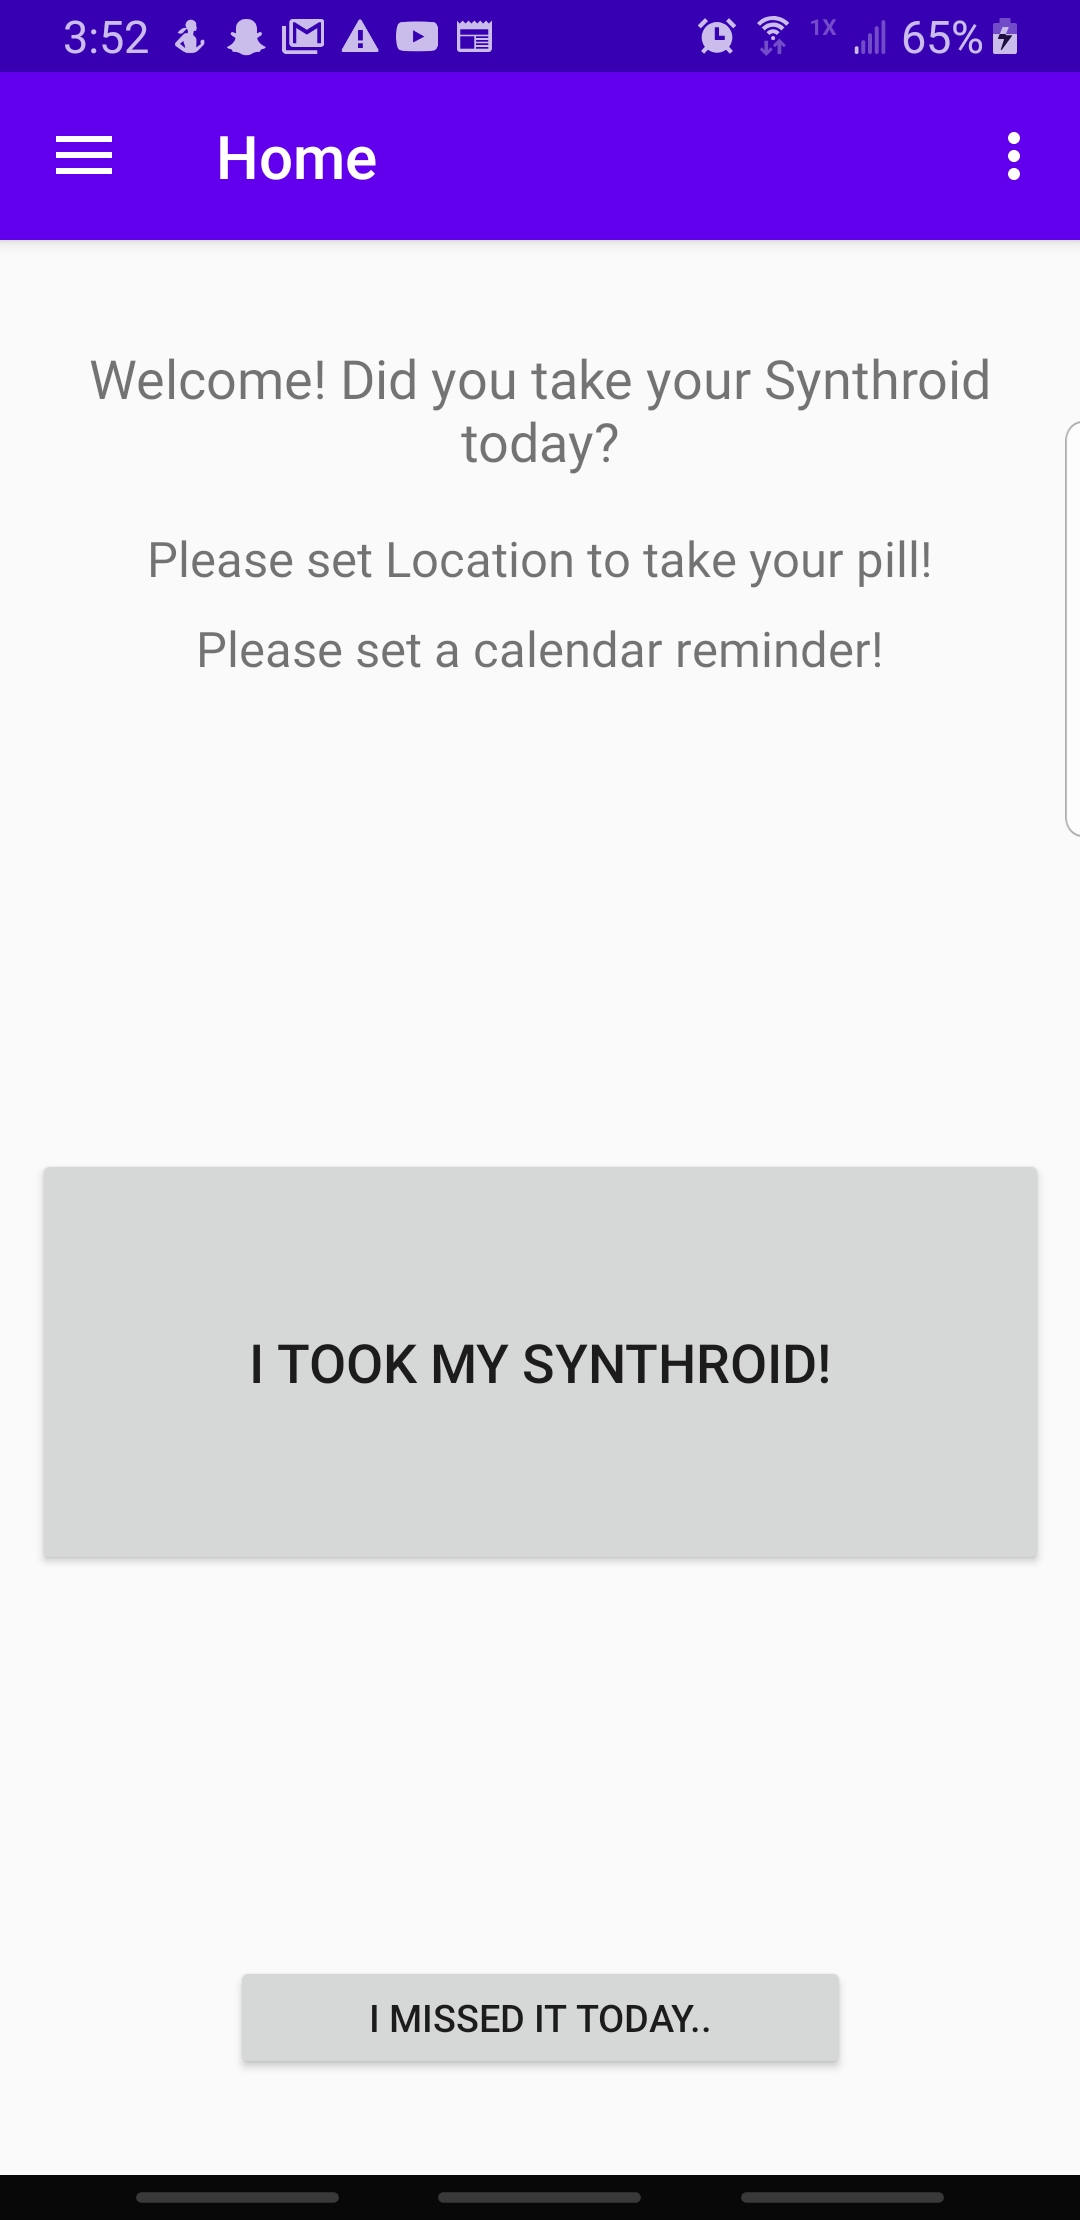 3:52 1X 65%
Home
Welcome! Did you take your Synthroid
today?
Please set Location to take your pill!
Please set a calendar reminder!
I TOOK MY SYNTHROID!
I MISSED IT TODAY..